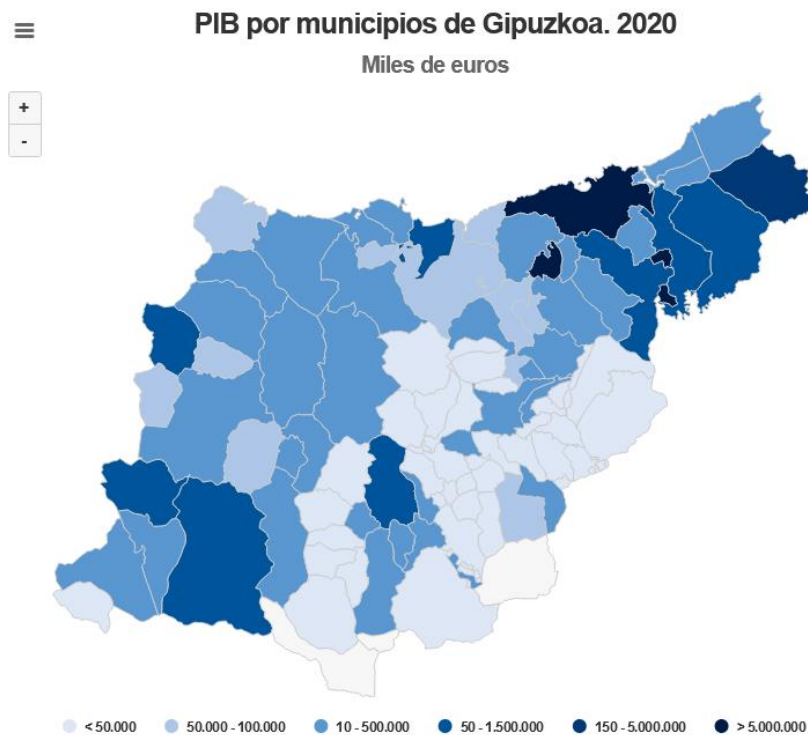 PIB por municipios de Gipuzkoa. 2020
Miles de euros
+
-
< 50.000
50.000 - 100.000
10 - 500.000
50 - 1.500.000
150 - 5.000.000
> 5.000.000